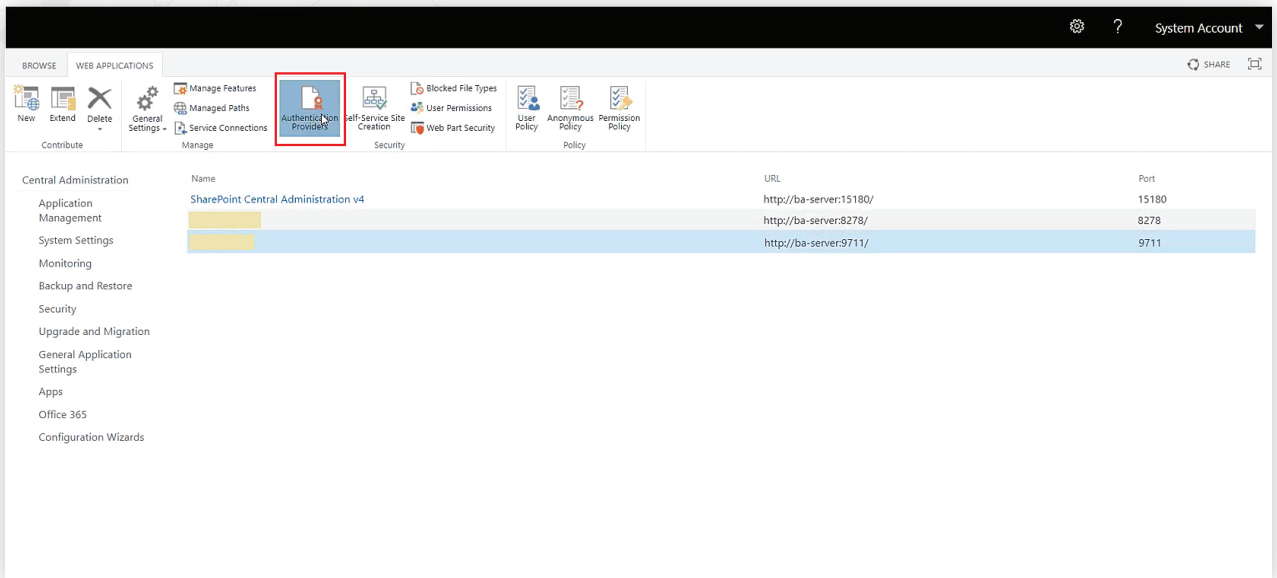 System Account
BROWSE WEB APPLICATIONS SHARE
New Extend Delete
General Settings
Manage Features
Managed Paths
Service Connections
Authentication Providers
Self-Service Site Creation
Blocked File Types
User Permissions
Web Part Security
User Policy
Anonymous Policy
Permission Policy
Contribute Manage Security Policy
Central Administration
Application
Management
System Settings
Monitoring
Backup and Restore
Security
Upgrade and Migration
General Application
Settings
Apps
Office 365
Configuration Wizards
Name URL Port
SharePoint Central Administration v4 http://ba-server:15180/ 15180
http://ba-server:8278/ 8278
http://ba-server:9711/ 9711